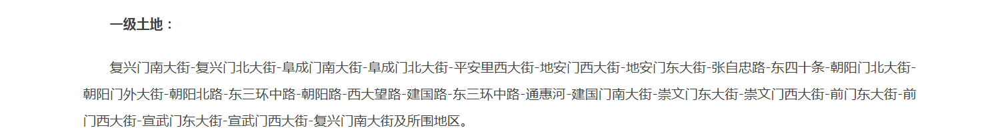 一级土地：
复兴门南大街-复兴门北大街-阜成门南大街-阜成门北大街-平安里西大街-地安门西大街-地安门东大街-张自忠路-东四十条-朝阳门北大街-
朝阳门外大街-朝阳北路-东三环中路-朝阳路-西大望路-建国路-东三环中路-通惠河-建国门南大街-崇文门东大街-崇文门西大街-前门东大街-前
门西大街-宣武门东大街-宣武门西大街-复兴门南大街及所围地区。